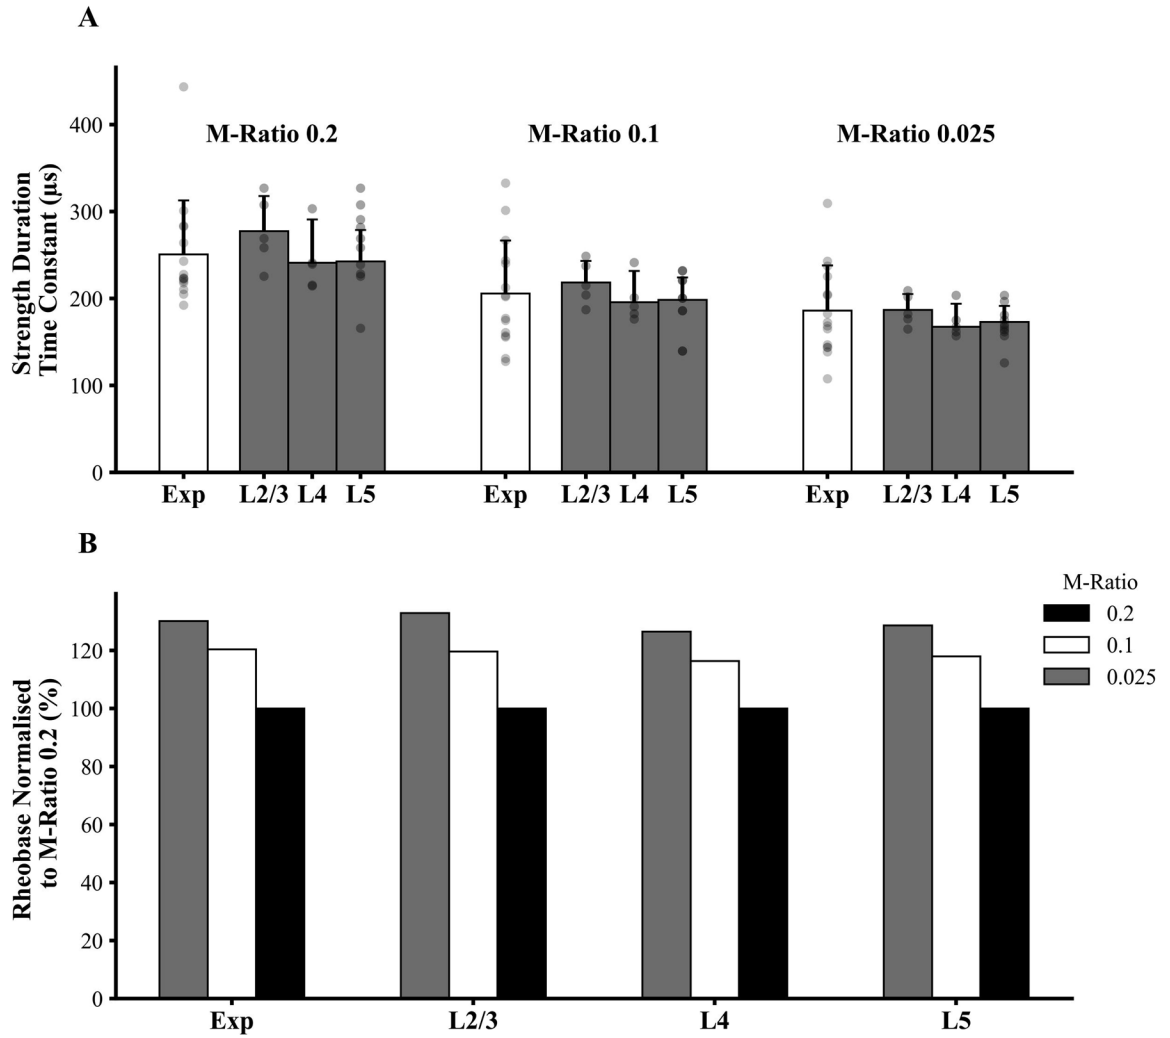 A
Strength Duration
Time Constant (µs)
400
300
200
100
0
M-Ratio 0.2
M-Ratio 0.1
M-Ratio 0.025
Exp L2/3 L4 L5
Exp L2/3 L4 L5
Exp L2/3 L4 L5
B
Rheobase Normalised
to M-Ratio 0.2 (%)
120
100
80
60
40
20
0
Exp
L2/3
L4
L5
M-Ratio
0.2
0.1
0.025